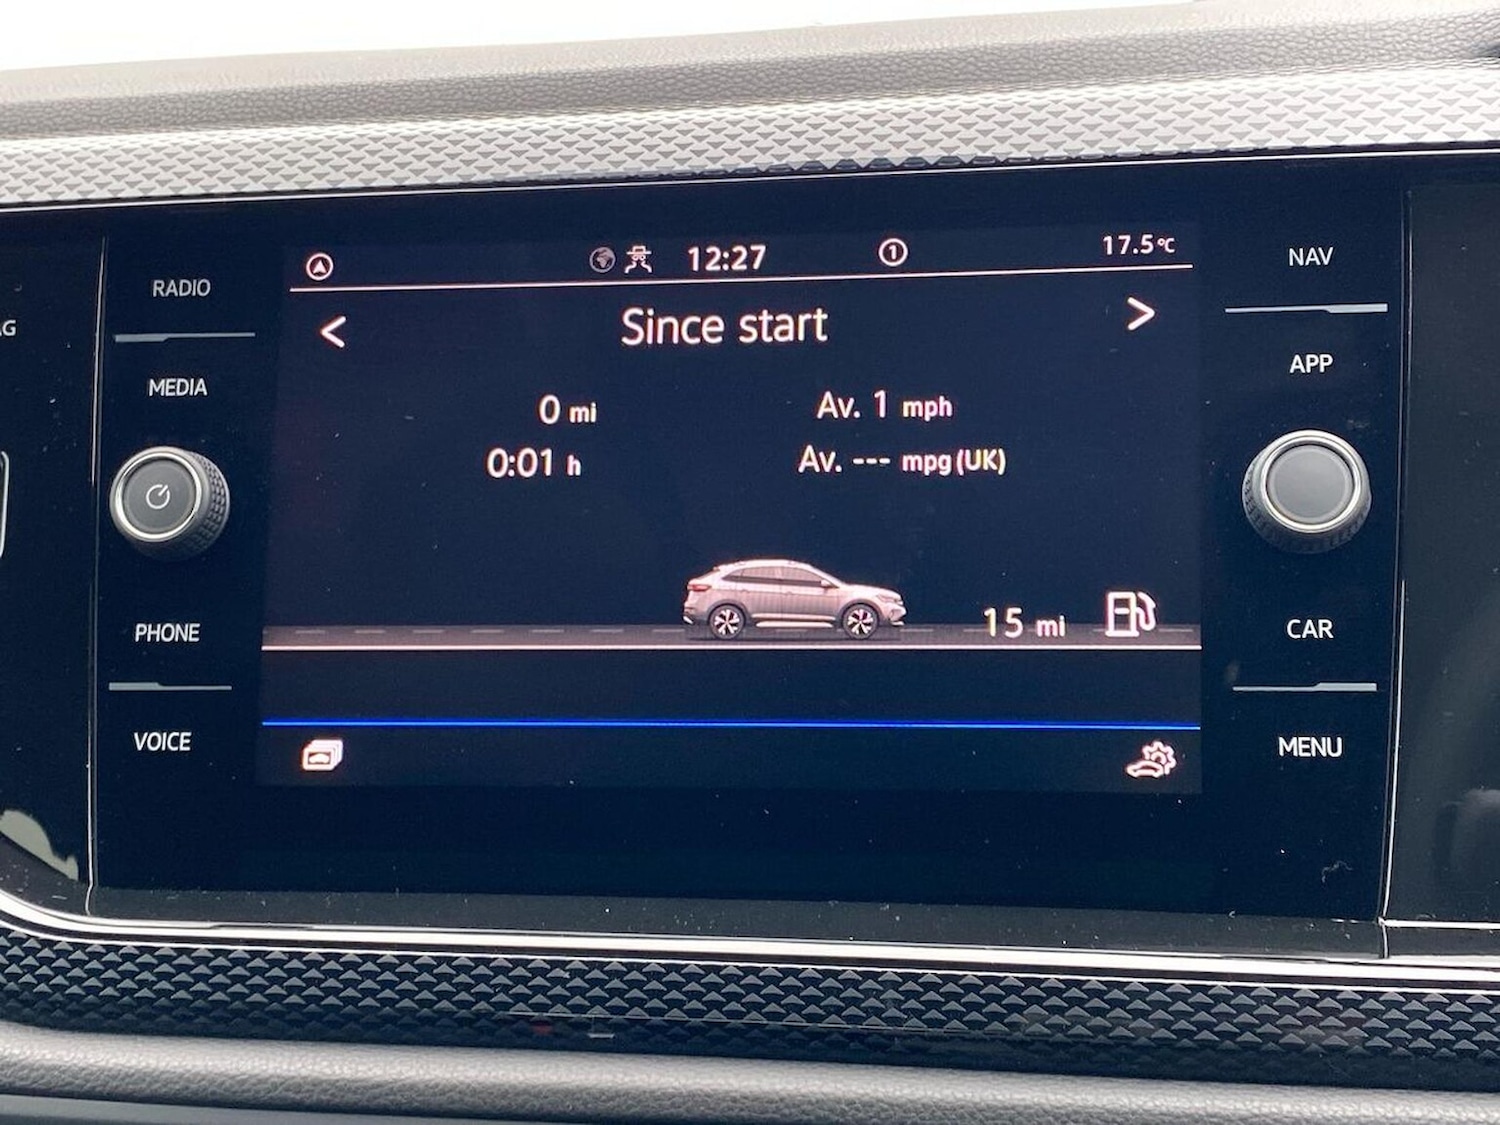 12:27
1
17.5°C
NAV
RADIO
< Since start >
APP
MEDIA
0 mi
Av. 1 mph
0:01 h
Av. --- mpg (UK)
15 mi
PHONE
CAR
VOICE
MENU